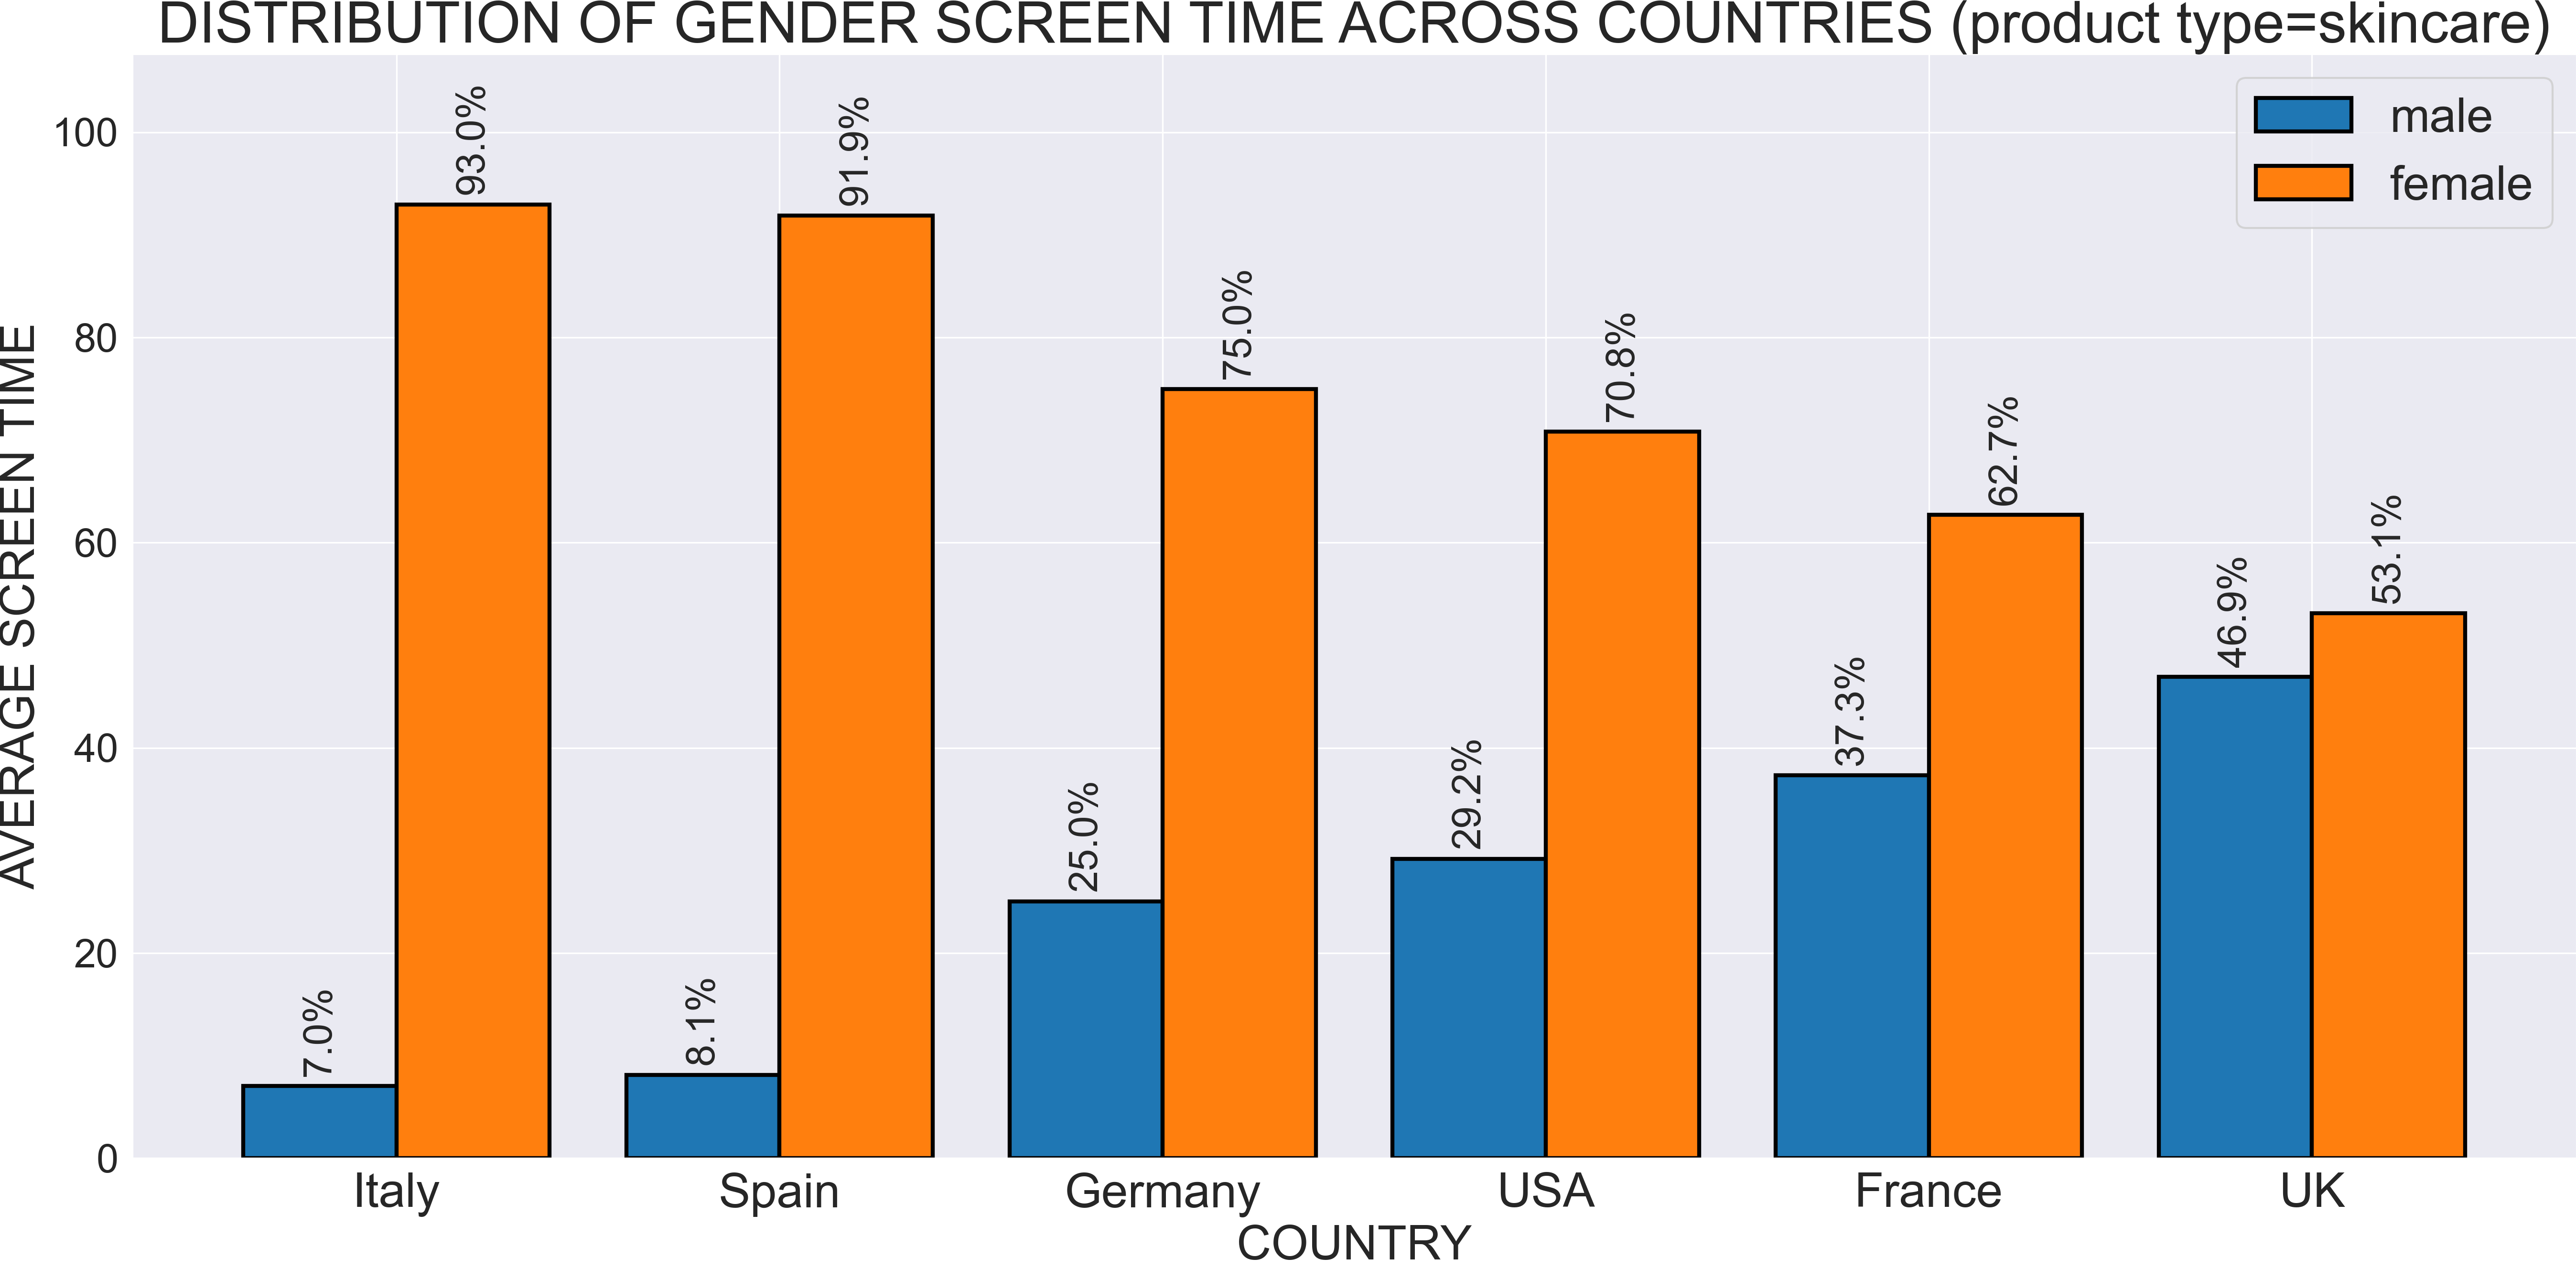 DISTRIBUTION OF GENDER SCREEN TIME ACROSS COUNTRIES (product type=skincare)
male
female
AVERAGE SCREEN TIME
100
80
60
40
20
0
7.0%
93.0%
8.1%
91.9%
25.0%
75.0%
29.2%
70.8%
37.3%
62.7%
46.9%
53.1%
Italy
Spain
Germany
USA
France
UK
COUNTRY